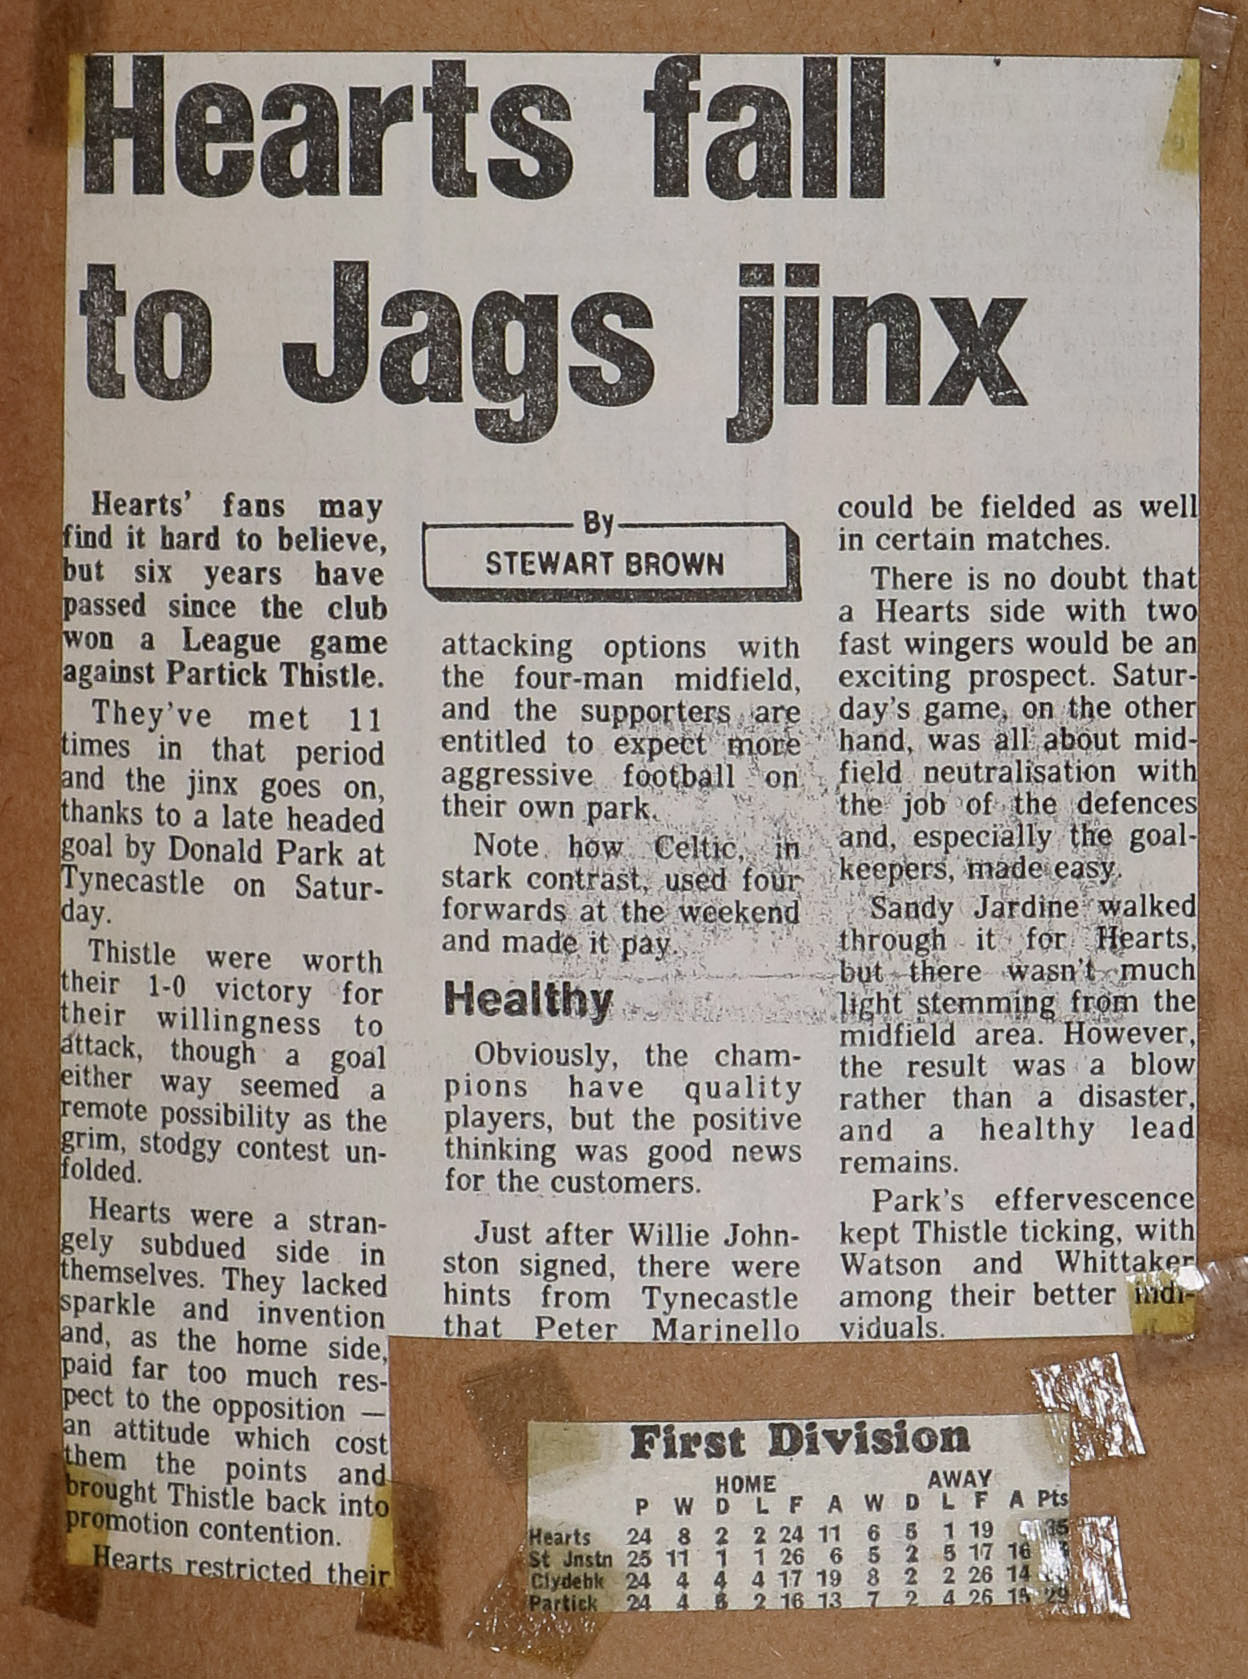 Hearts fall
to Jags jinx
Hearts' fans may
find it hard to believe,
but six years have
passed since the club
won a League game
against Partick Thistle.
They've met 11
times in that period
and the jinx goes on,
thanks to a late headed
goal by Donald Park at
Tynecastle on Satur-
day.
Thistle were worth
their 1-0 victory for
their willingness to
attack, though a goal
either way seemed a
remote possibility as the
grim, stodgy contest un-
folded.
Hearts were a stran-
gely subdued side in
themselves. They lacked
sparkle and invention
and, as the home side,
paid far too much res-
pect to the opposition —
an attitude which cost
them the points and
brought Thistle back into
promotion contention.
Hearts restricted their
By
STEWART BROWN
attacking options with
the four-man midfield,
and the supporters are
entitled to expect more
aggressive football on
their own park.
Note how Celtic, in
stark contrast, used four
forwards at the weekend
and made it pay.
Healthy
Obviously, the cham-
pions have quality
players, but the positive
thinking was good news
for the customers.
Just after Willie John-
ston signed, there were
hints from Tynecastle
that Peter Marinello
could be fielded as well
in certain matches.
There is no doubt that
a Hearts side with two
fast wingers would be an
exciting prospect. Satur-
day's game, on the other
hand, was all about mid-
field neutralisation with
the job of the defences
and, especially the goal-
keepers, made easy.
Sandy Jardine walked
through it for Hearts,
but there wasn't much
light stemming from the
midfield area. However,
the result was a blow
rather than a disaster,
and a healthy lead
remains.
Park's effervescence
kept Thistle ticking, with
Watson and Whittaker
among their better indi-
viduals.
First Division
HOME AWAY
P W D L F A W D L F A Pts
Hearts 24 8 2 2 24 11 6 5 1 19 35
St Jnstn 25 11 1 1 26 6 5 2 5 17 16
Clydebk 24 4 4 4 17 19 8 2 2 26 14
Partick 24 4 5 2 16 13 7 2 4 26 15 29